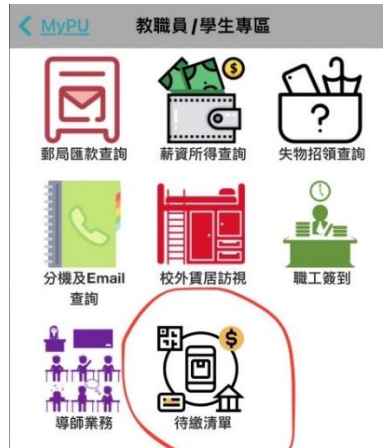 MyPU
教職員/學生專區
郵局匯款查詢
薪資所得查詢
失物招領查詢
分機及Email
查詢
校外賃居訪視
職工簽到
導師業務
待繳清單